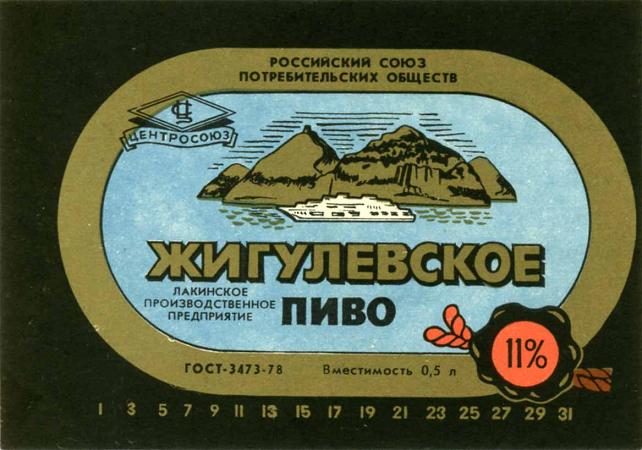 РОССИЙСКИЙ СОЮЗ
ПОТРЕБИТЕЛЬСКИХ ОБЩЕСТВ
ЦС
ЦЕНТРОСОЮЗ
ЖИГУЛЕВСКОЕ
ПИВО
ЛАКИНСКОЕ
ПРОИЗВОДСТВЕННОЕ
ПРЕДПРИЯТИЕ
11%
ГОСТ-3473-78 Вместимость 0,5 л
1 3 5 7 9 11 13 15 17 19 21 23 25 27 29 31